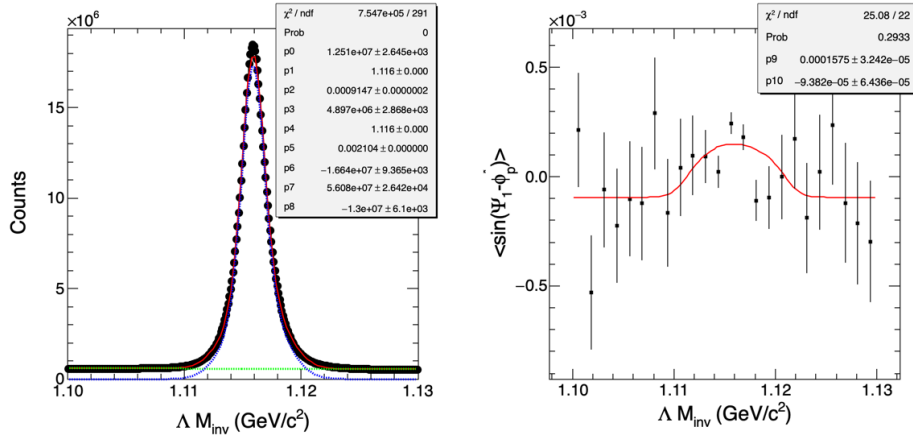 ×10⁶
χ² / ndf 7.547e+05 / 291
Prob 0
p0 1.251e+07 ± 2.645e+03
p1 1.116 ± 0.000
p2 0.0009147 ± 0.0000002
p3 4.897e+06 ± 2.868e+03
p4 1.116 ± 0.000
p5 0.002104 ± 0.000000
p6 -1.664e+07 ± 9.365e+03
p7 5.608e+07 ± 2.642e+04
p8 -1.3e+07 ± 6.1e+03
15
10
5
0
Counts
1.10 1.11 1.12 1.13
Λ M_inv (GeV/c²)
×10⁻³
χ² / ndf 25.08 / 22
Prob 0.2933
p9 0.0001575 ± 3.242e-05
p10 -9.382e-05 ± 6.436e-05
0.5
0.0
−0.5
<sin(Ψ₁-ϕ*ₚ)>
1.10 1.11 1.12 1.13
Λ M_inv (GeV/c²)